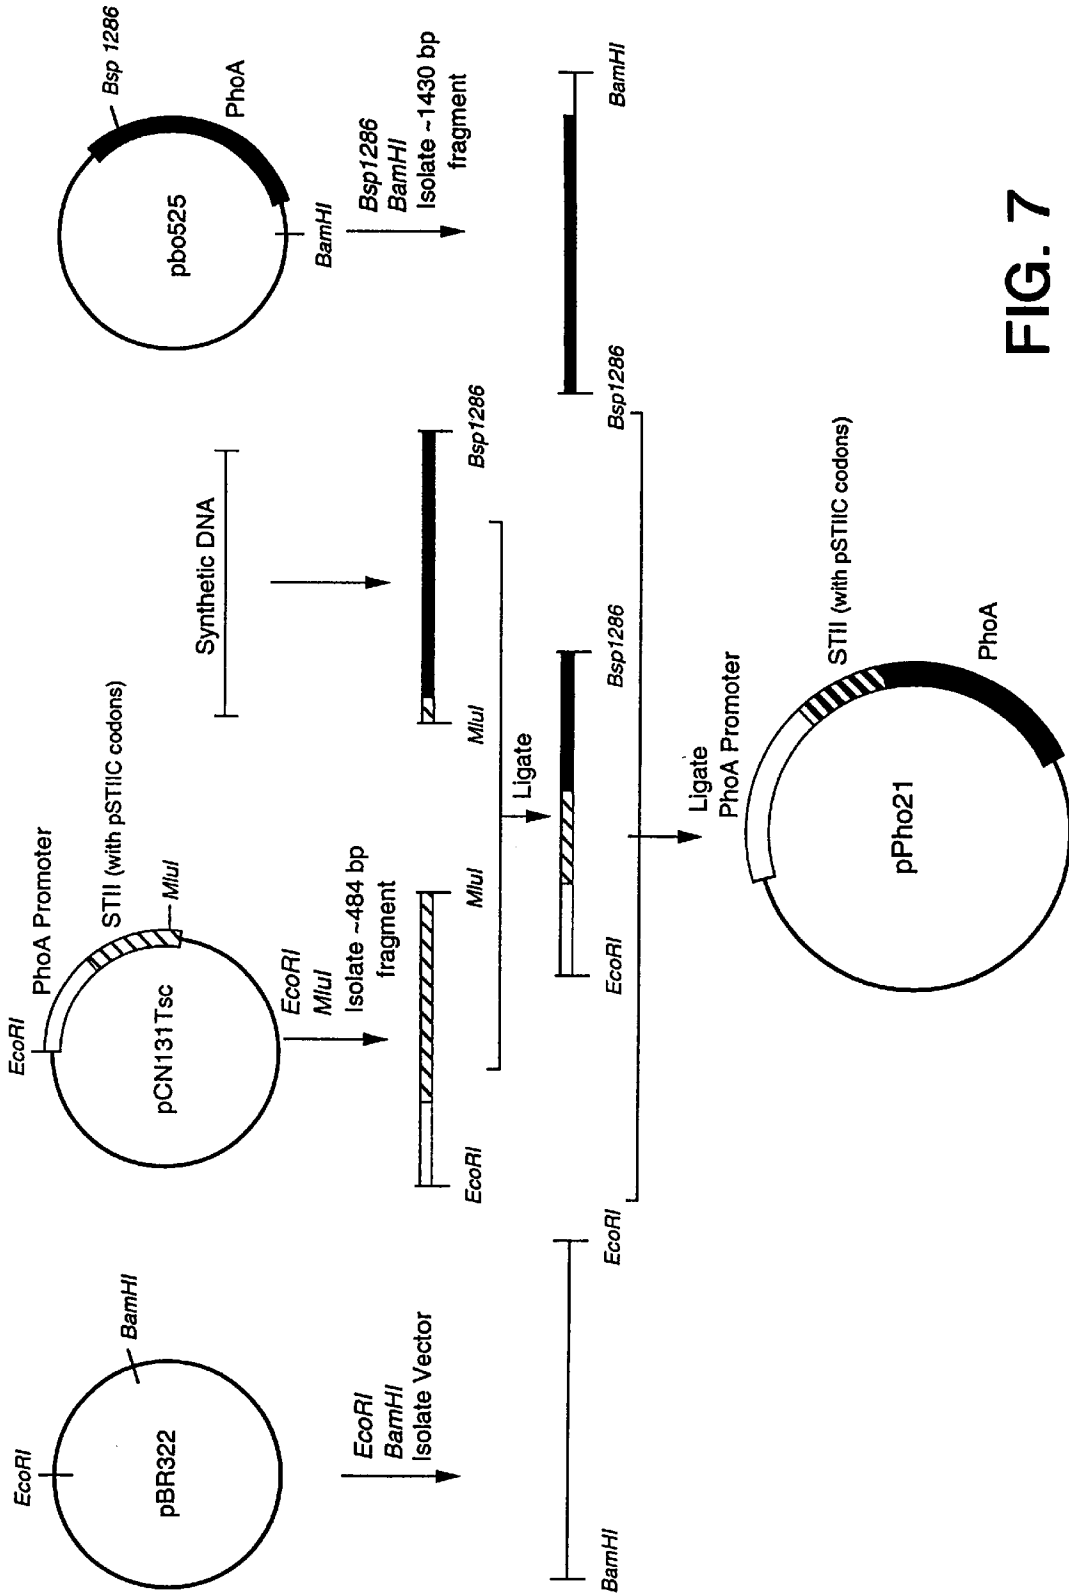 EcoRI
BamHI
pBR322
EcoRI
BamHI
Isolate Vector
BamHI
EcoRI
EcoRI
PhoA Promoter
STII (with pSTIIC codons)
MluI
pCN131Tsc
EcoRI
MluI
Isolate ~484 bp
fragment
EcoRI
MluI
Synthetic DNA
MluI
Bsp1286
Ligate
EcoRI
Bsp1286
Bsp 1286
PhoA
pbo525
BamHI
Bsp1286
BamHI
Isolate ~1430 bp
fragment
Bsp1286
BamHI
Ligate
PhoA Promoter
STII (with pSTIIC codons)
PhoA
pPho21
FIG. 7